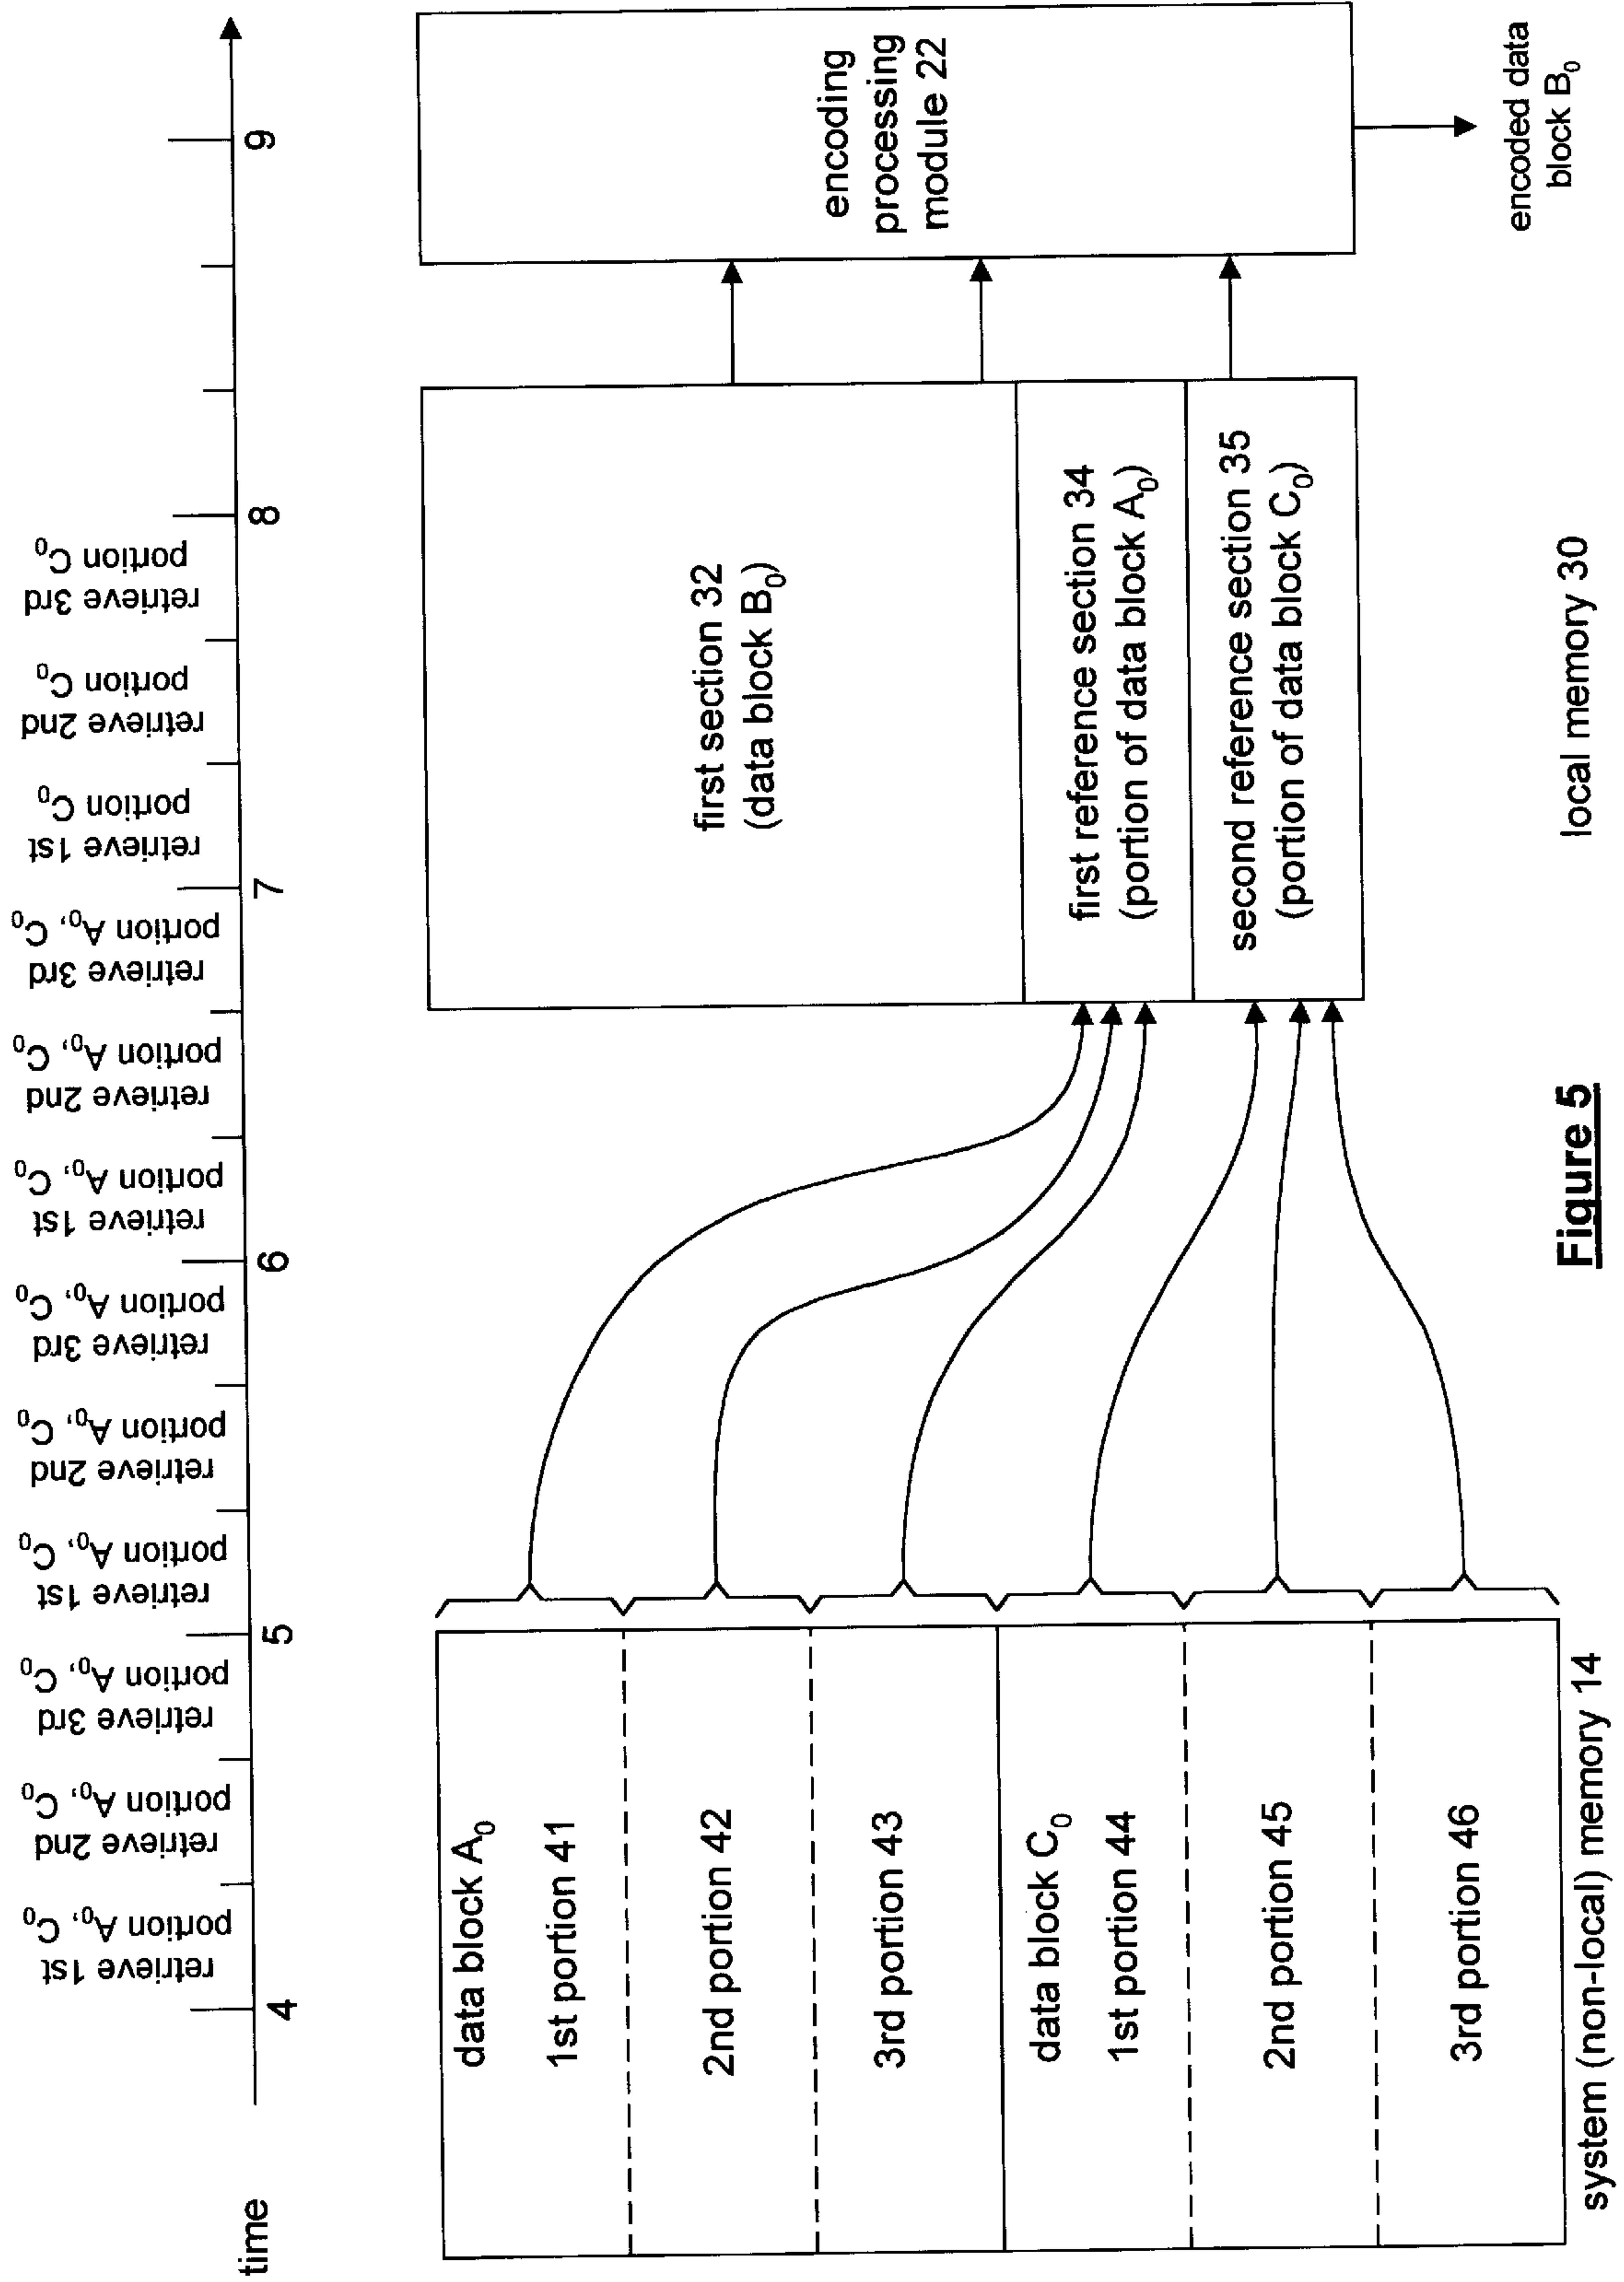 retrieve 1st
portion A₀, C₀
retrieve 2nd
portion A₀, C₀
retrieve 3rd
portion A₀, C₀
retrieve 1st
portion A₀, C₀
retrieve 2nd
portion A₀, C₀
retrieve 3rd
portion A₀, C₀
retrieve 1st
portion A₀, C₀
retrieve 2nd
portion A₀, C₀
retrieve 3rd
portion A₀, C₀
retrieve 1st
portion C₀
retrieve 2nd
portion C₀
retrieve 3rd
portion C₀
time
4
5
6
7
8
9
data block A₀
1st portion 41
2nd portion 42
3rd portion 43
data block C₀
1st portion 44
2nd portion 45
3rd portion 46
system (non-local) memory 14
first section 32
(data block B₀)
first reference section 34
(portion of data block A₀)
second reference section 35
(portion of data block C₀)
local memory 30
encoding
processing
module 22
encoded data
block B₀
Figure 5